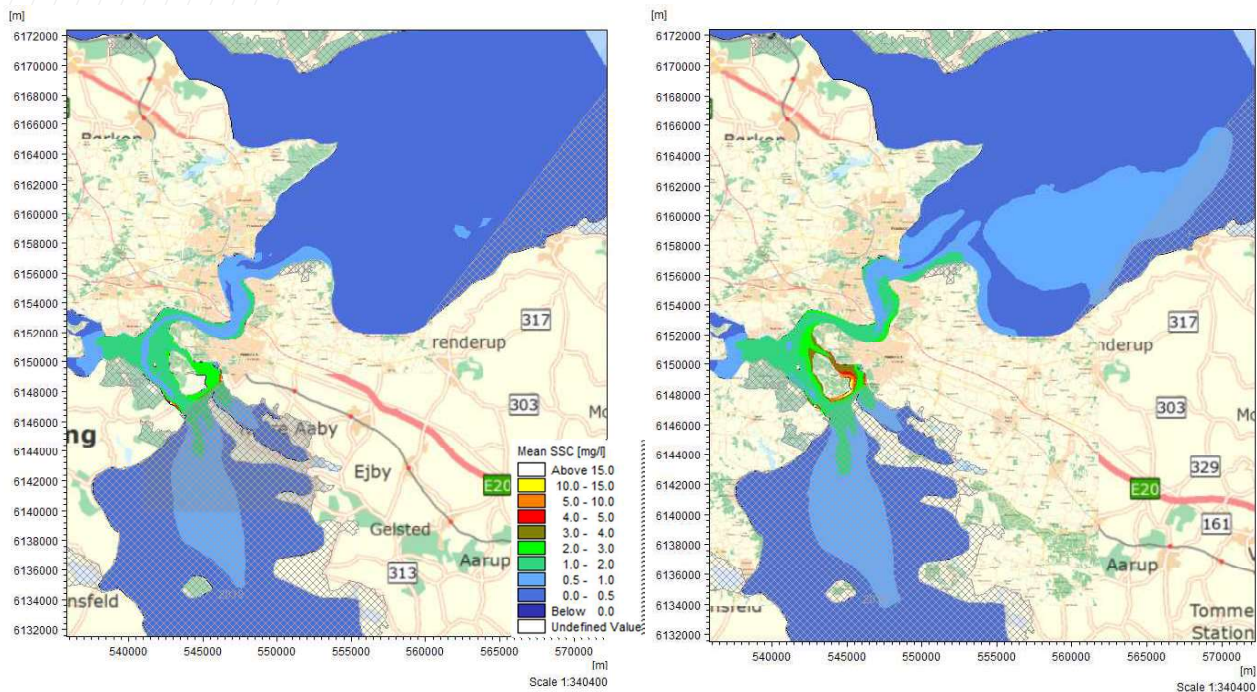 [m]
6172000
6170000
6168000
6166000
6164000
6162000
6160000
6158000
6156000
6154000
6152000
6150000
6148000
6146000
6144000
6142000
6140000
6138000
6136000
6134000
6132000
317
renderup
303
Aaby
ng
Ejby
E20
Gelsted
Aarup
313
nsfeld
Mean SSC [mg/l]
Above 15.0
10.0 - 15.0
5.0 - 10.0
4.0 - 5.0
3.0 - 4.0
2.0 - 3.0
1.0 - 2.0
0.5 - 1.0
0.0 - 0.5
Below 0.0
Undefined Value
540000 545000 550000 555000 560000 565000 570000
[m]
Scale 1:340400
[m]
6172000
6170000
6168000
6166000
6164000
6162000
6160000
6158000
6156000
6154000
6152000
6150000
6148000
6146000
6144000
6142000
6140000
6138000
6136000
6134000
6132000
317
nderup
303
329
E20
161
Aarup
nsfeld
Tomme
Station
540000 545000 550000 555000 560000 565000 570000
[m]
Scale 1:340400